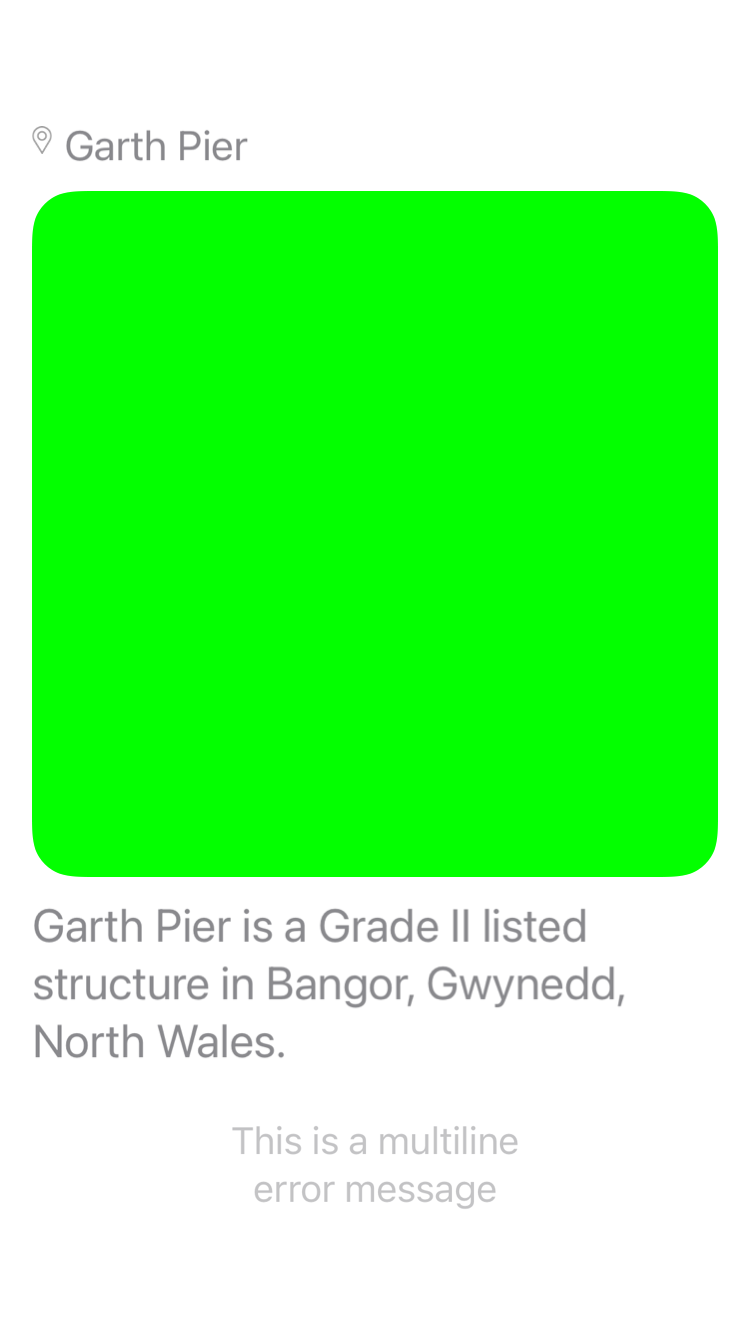 Garth Pier
Garth Pier is a Grade II listed
structure in Bangor, Gwynedd,
North Wales.
This is a multiline
error message